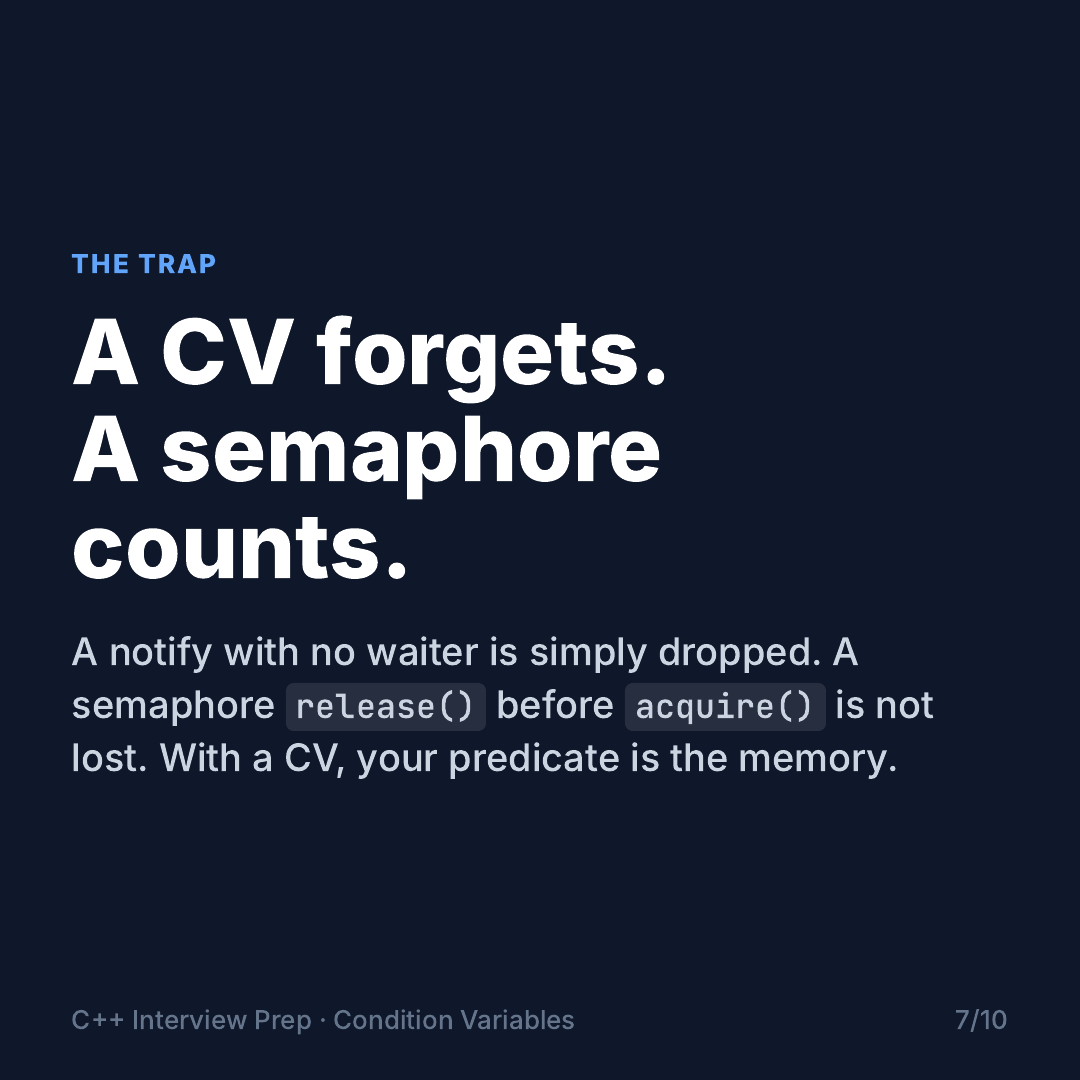 THE TRAP
A CV forgets.
A semaphore
counts.
A notify with no waiter is simply dropped. A
semaphore release() before acquire() is not
lost. With a CV, your predicate is the memory.
C++ Interview Prep · Condition Variables
7/10